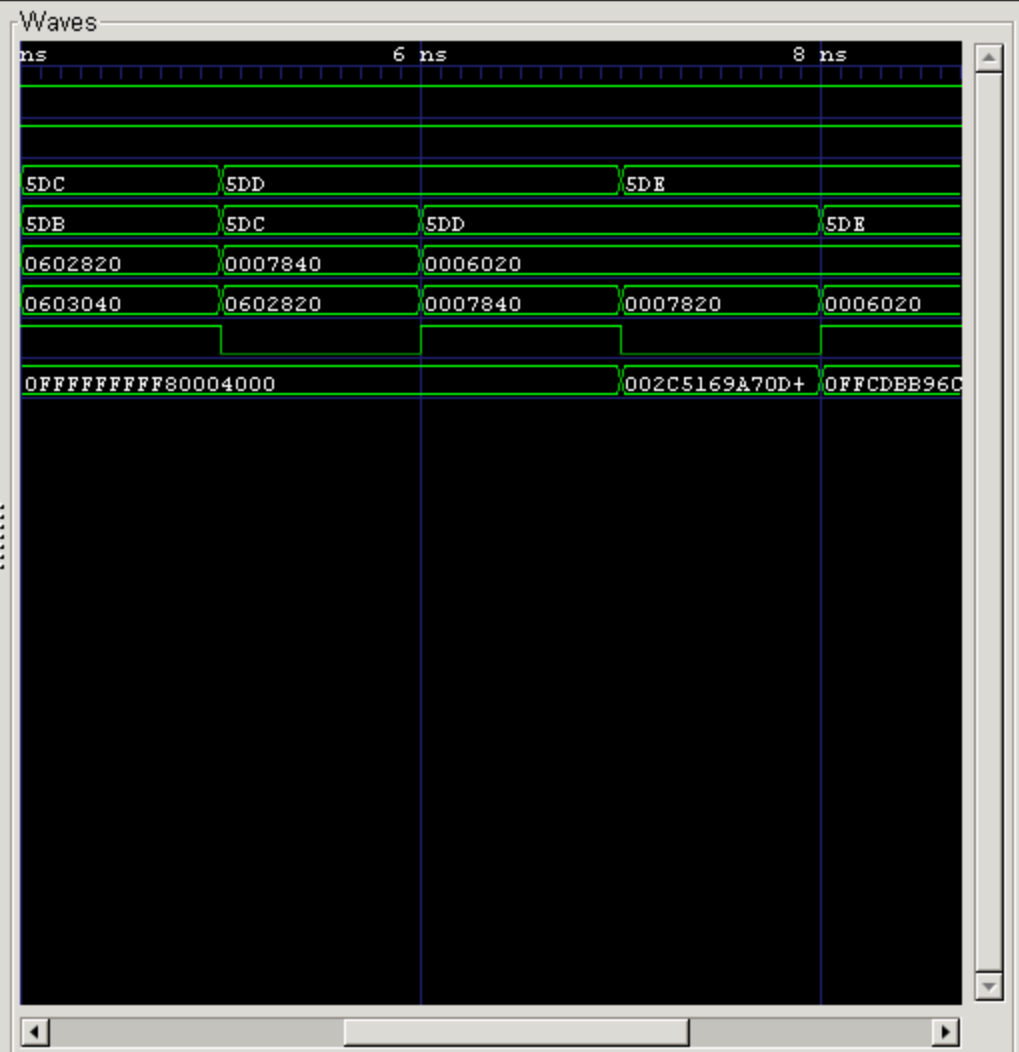 Waves
ns 6 ns 8 ns
5DC 5DD 5DE
5DB 5DC 5DD 5DE
0602820 0007840 0006020
0603040 0602820 0007840 0007820 0006020
0FFFFFFFFFF80004000 002C5169A70D+ 0FFCDBB96C